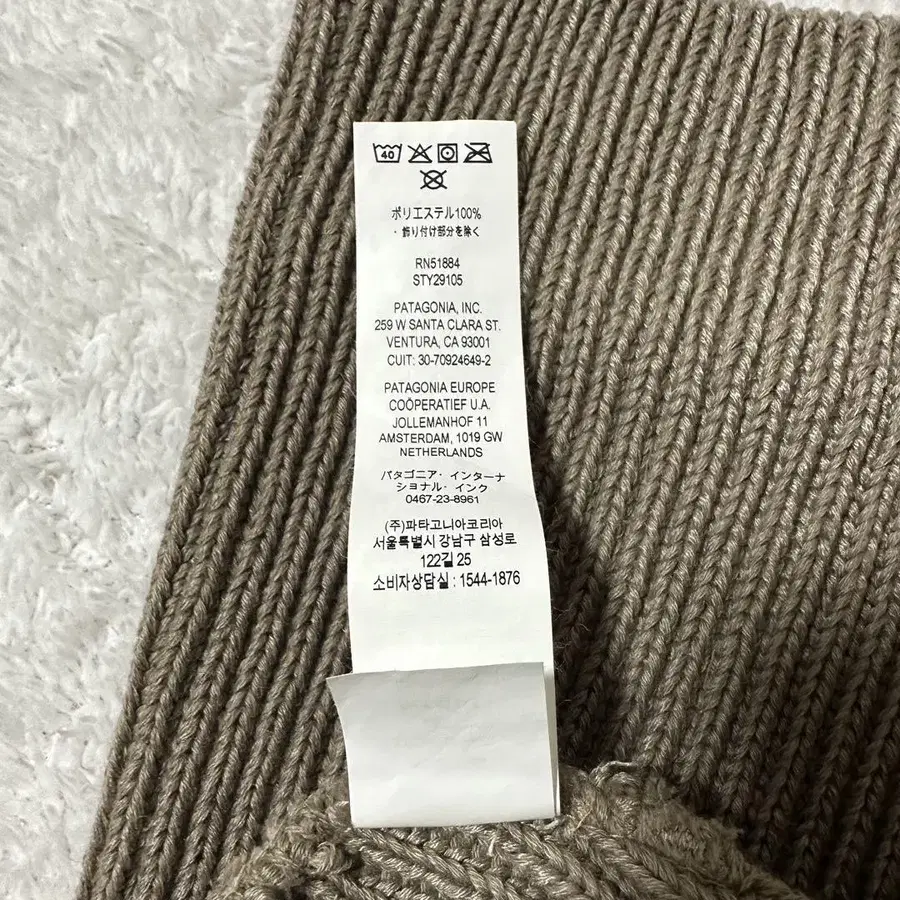 40
ポリエステル100%
・飾り付け部分を除く
RN51884
STY29105
PATAGONIA, INC.
259 W SANTA CLARA ST.
VENTURA, CA 93001
CUIT: 30-70924649-2
PATAGONIA EUROPE
COÖPERATIEF U.A.
JOLLEMANHOF 11
AMSTERDAM, 1019 GW
NETHERLANDS
パタゴニア・インターナ
ショナル・インク
0467-23-8961
(주)파타고니아코리아
서울특별시 강남구 삼성로
122길 25
소비자상담실 : 1544-1876